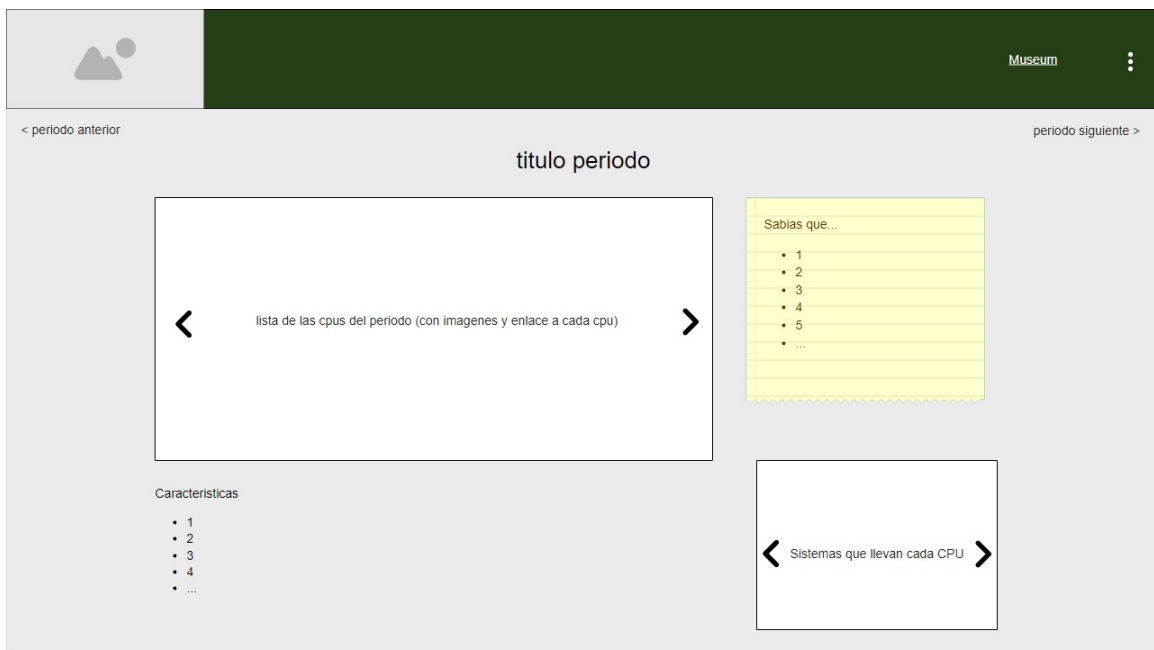 Museum
< periodo anterior
periodo siguiente >
titulo periodo
lista de las cpus del periodo (con imagenes y enlace a cada cpu)
Sabias que...
• 1
• 2
• 3
• 4
• 5
• ...
Caracteristicas
• 1
• 2
• 3
• 4
• ...
Sistemas que llevan cada CPU